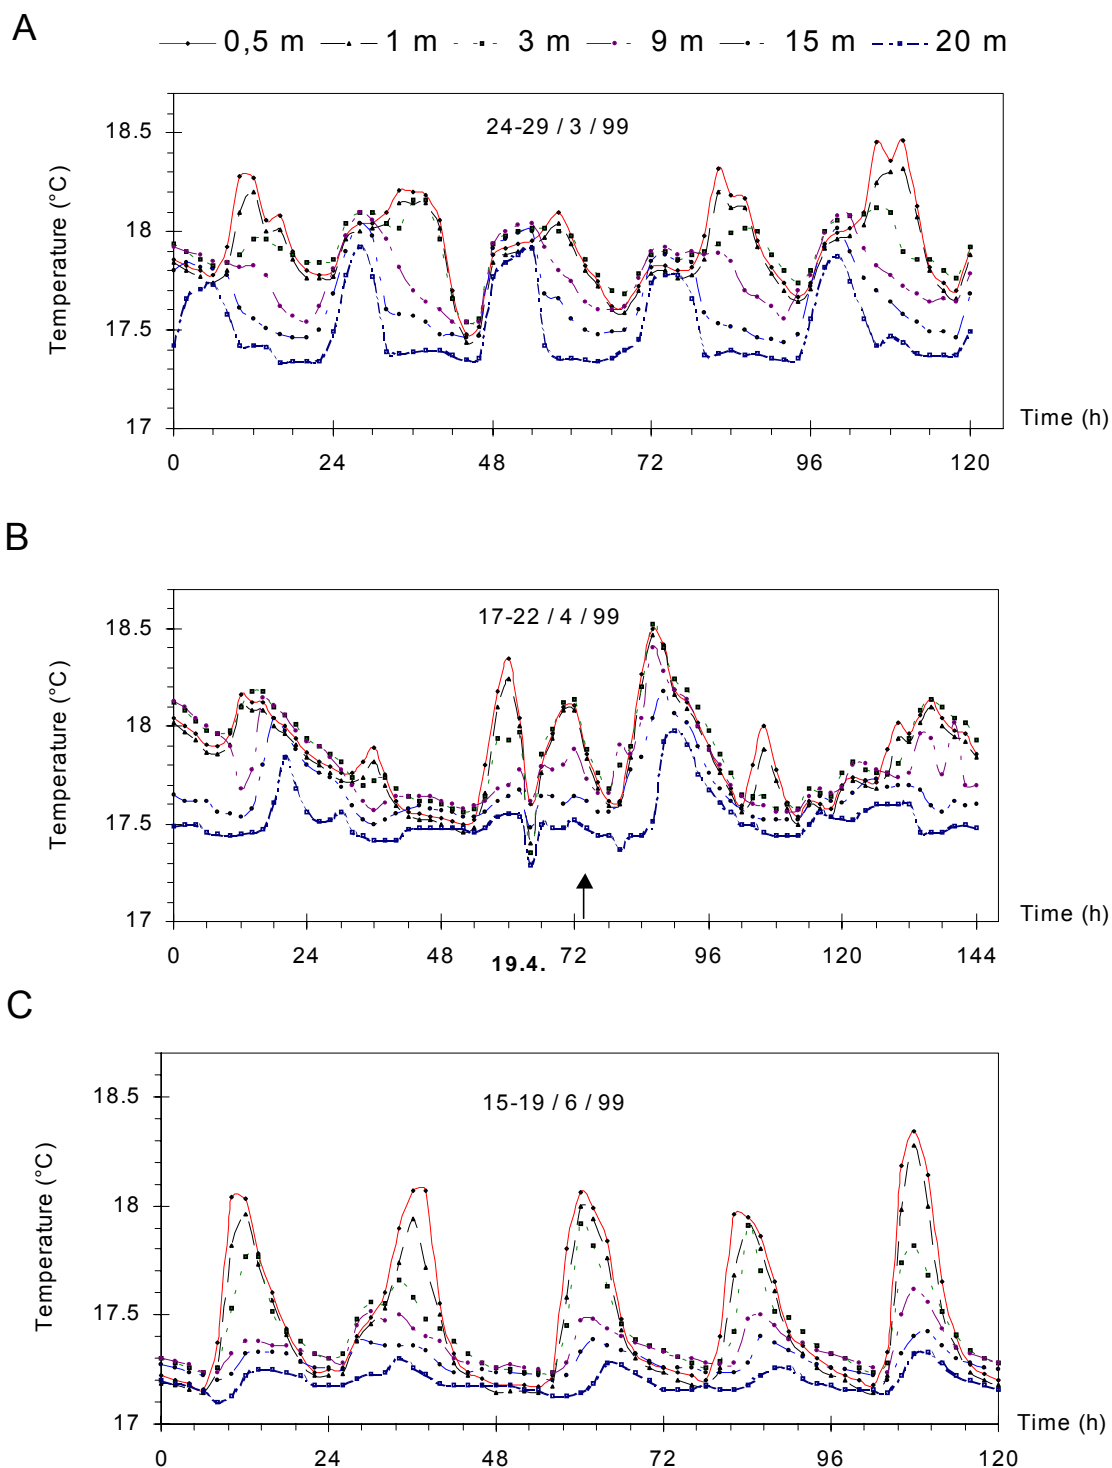 A
0,5 m 1 m 3 m 9 m 15 m 20 m
24-29 / 3 / 99
Temperature (°C)
18.5
18
17.5
17
0 24 48 72 96 120
Time (h)
B
17-22 / 4 / 99
Temperature (°C)
18.5
18
17.5
17
0 24 48 19.4. 72 96 120 144
Time (h)
C
15-19 / 6 / 99
Temperature (°C)
18.5
18
17.5
17
0 24 48 72 96 120
Time (h)